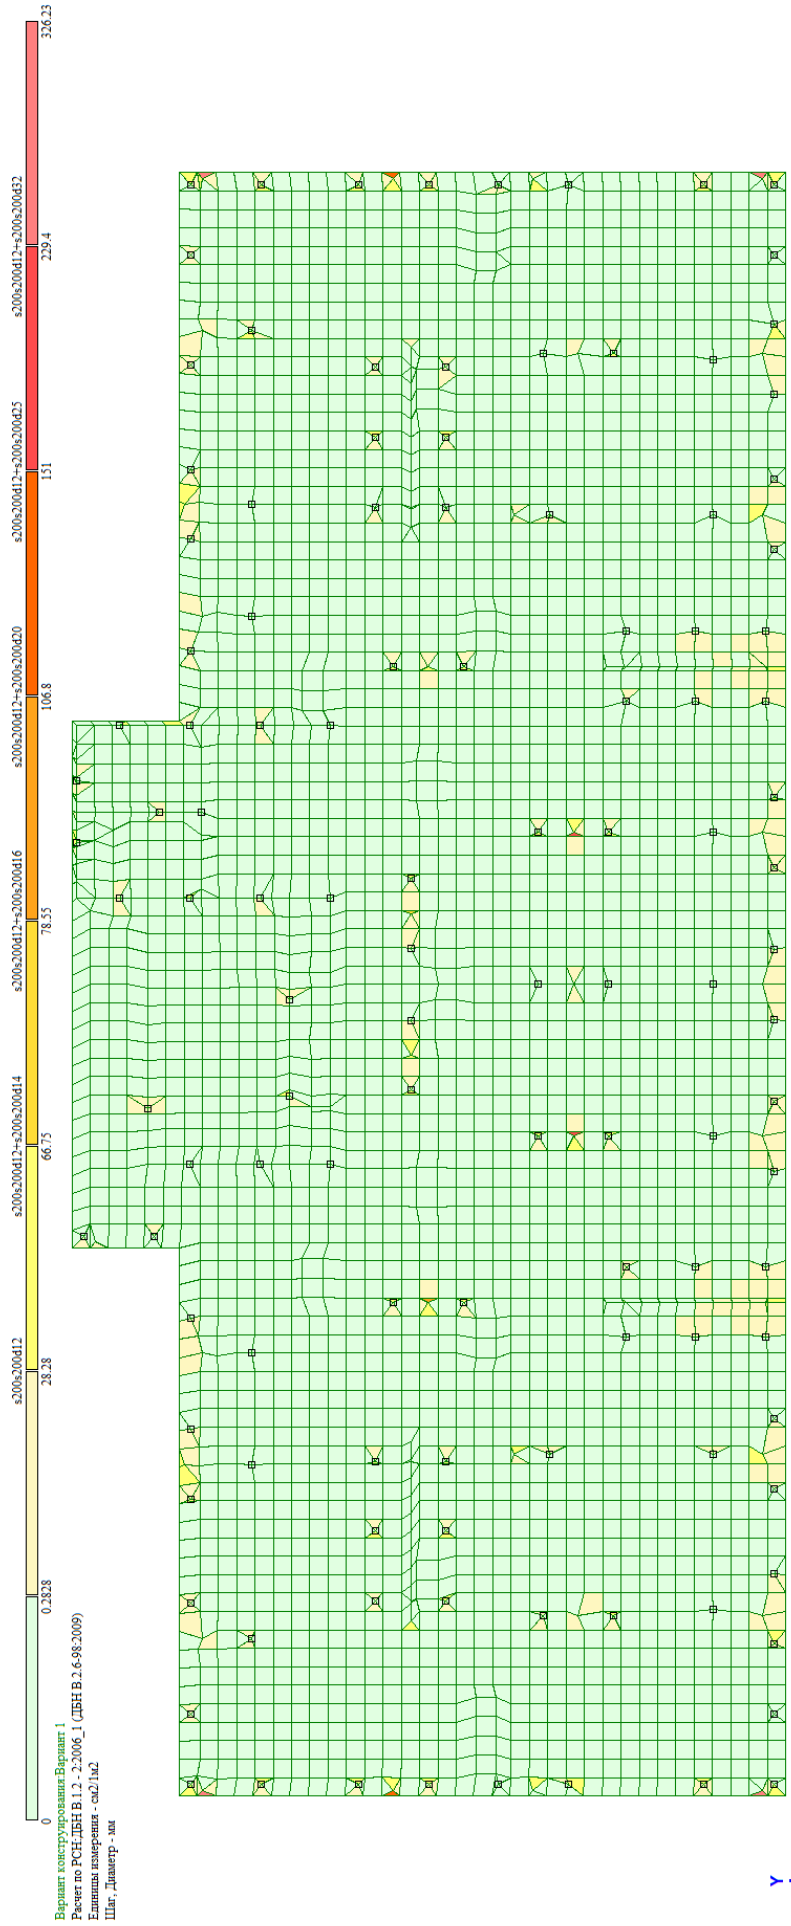 s200s200d12
s200s200d12+s200s200d14
s200s200d12+s200s200d16
s200s200d12+s200s200d20
s200s200d12+s200s200d25
s200s200d12+s200s200d32
0
0.2828
28.28
66.75
78.55
106.8
151
229.4
326.23
Вариант конструирования:Вариант 1
Расчет по РСН:ДБН В.1.2 - 2:2006_1 (ДБН В.2.6-98:2009)
Единицы измерения - см2/1м2
Шаг, Диаметр - мм
Y